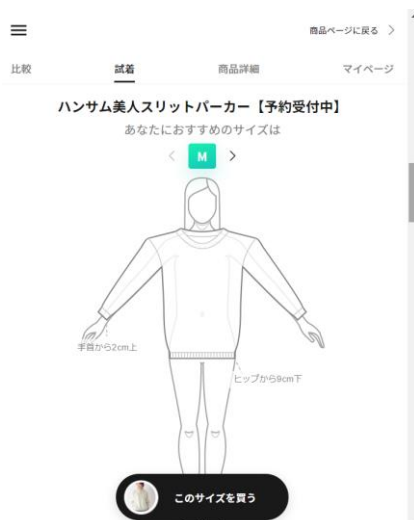 商品ページに戻る
比較 試着 商品詳細 マイページ
ハンサム美人スリットパーカー【予約受付中】
あなたにおすすめのサイズは
M
手首から2cm上
ヒップから9cm下
このサイズを買う